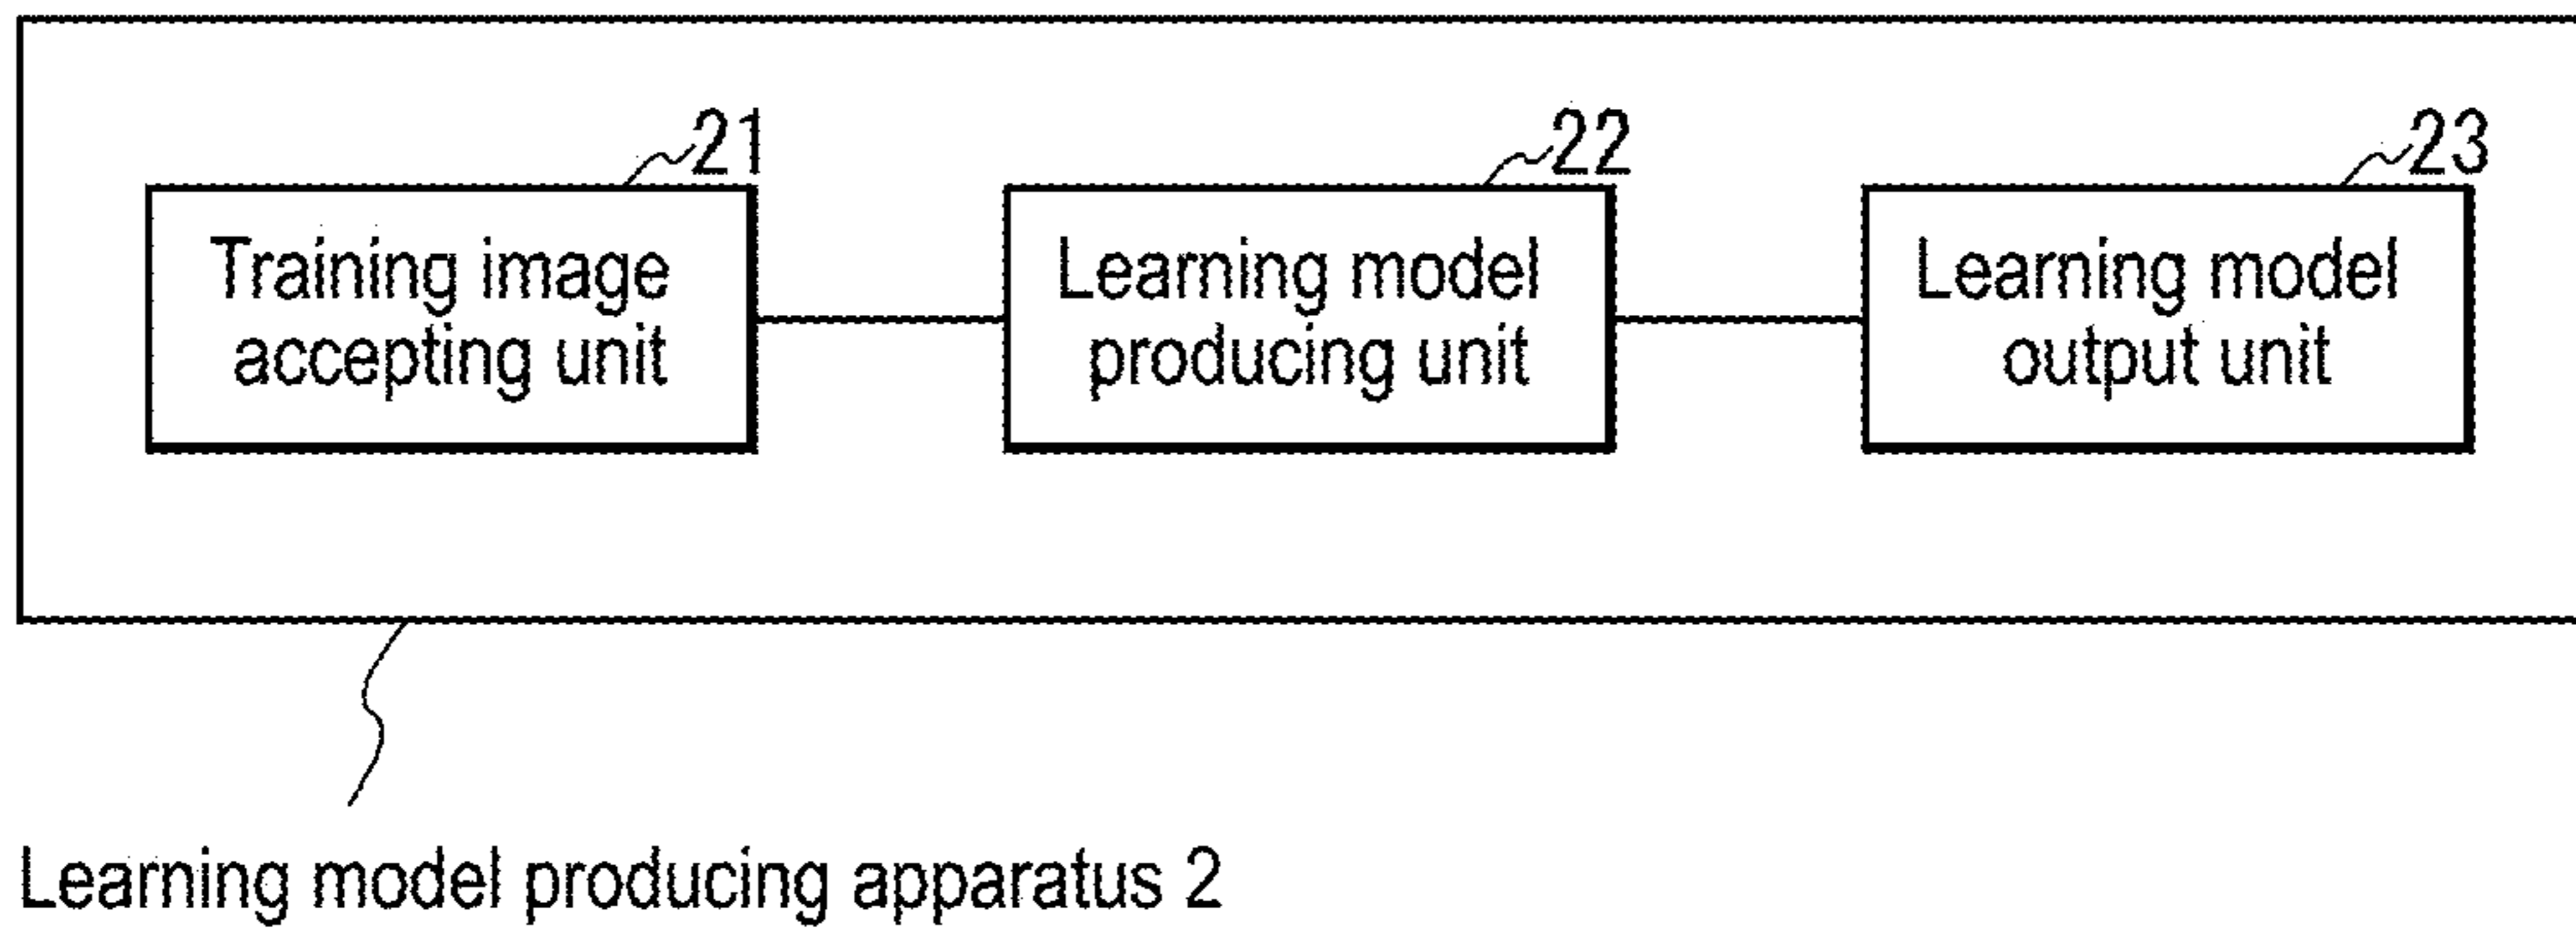 21
22
23
Training image
accepting unit
Learning model
producing unit
Learning model
output unit
Learning model producing apparatus 2